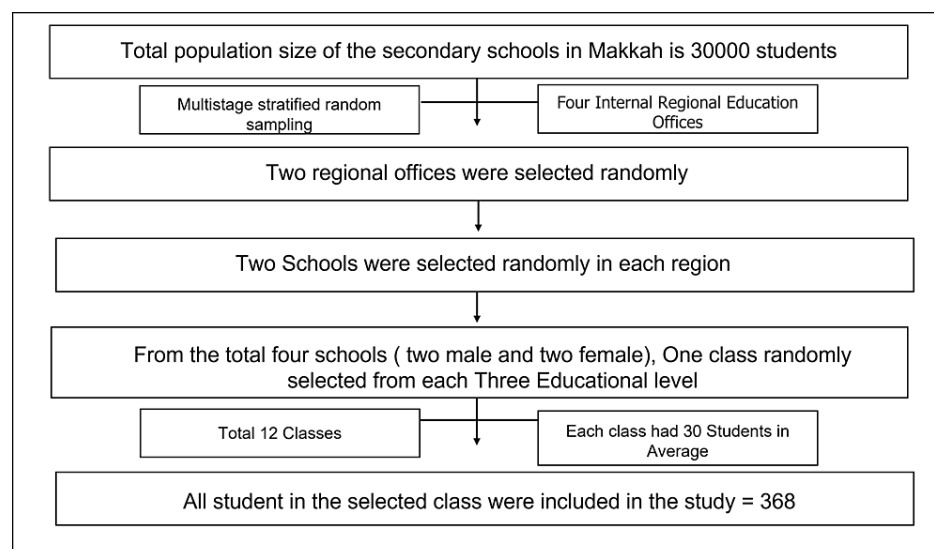 Total population size of the secondary schools in Makkah is 30000 students
Multistage stratified random
sampling
Four Internal Regional Education
Offices
Two regional offices were selected randomly
Two Schools were selected randomly in each region
From the total four schools ( two male and two female), One class randomly
selected from each Three Educational level
Total 12 Classes
Each class had 30 Students in
Average
All student in the selected class were included in the study = 368